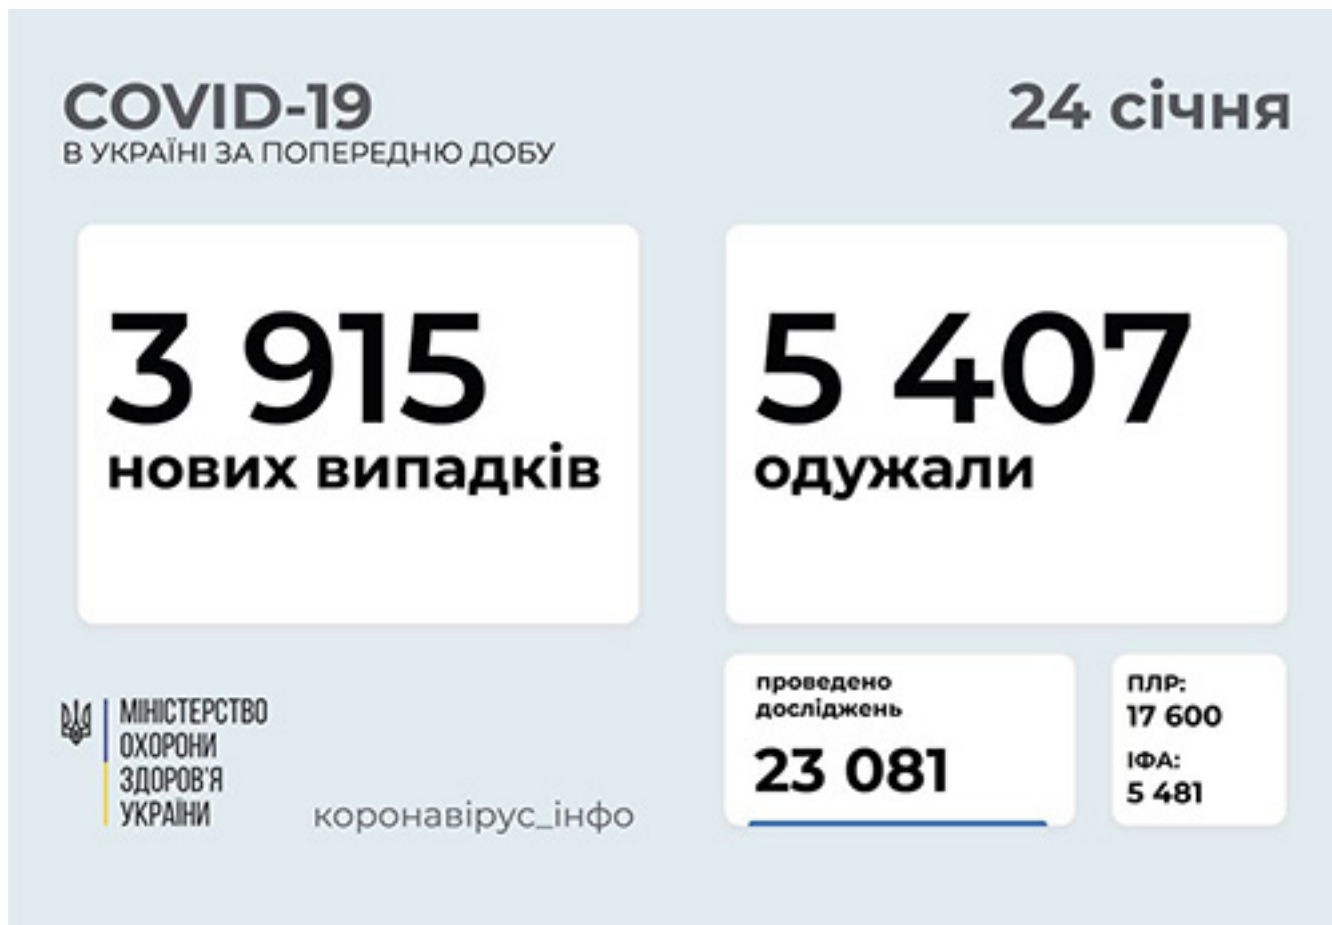 COVID-19
В УКРАЇНІ ЗА ПОПЕРЕДНЮ ДОБУ
24 січня
3 915
нових випадків
5 407
одужали
МІНІСТЕРСТВО
ОХОРОНИ
ЗДОРОВ'Я
УКРАЇНИ
коронавірус_інфо
проведено
досліджень
23 081
ПЛР:
17 600
ІФА:
5 481